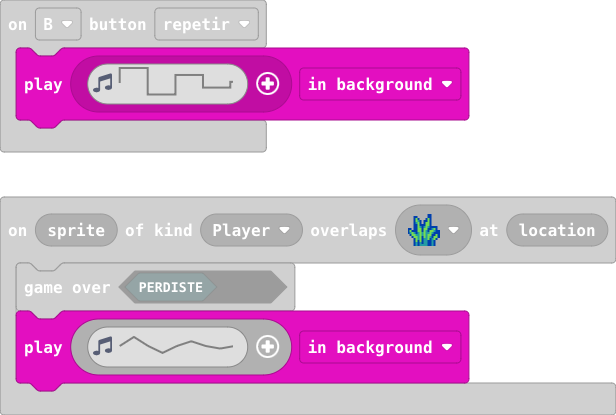 on B button repetir
play in background
on sprite of kind Player overlaps at location
game over PERDISTE
play in background